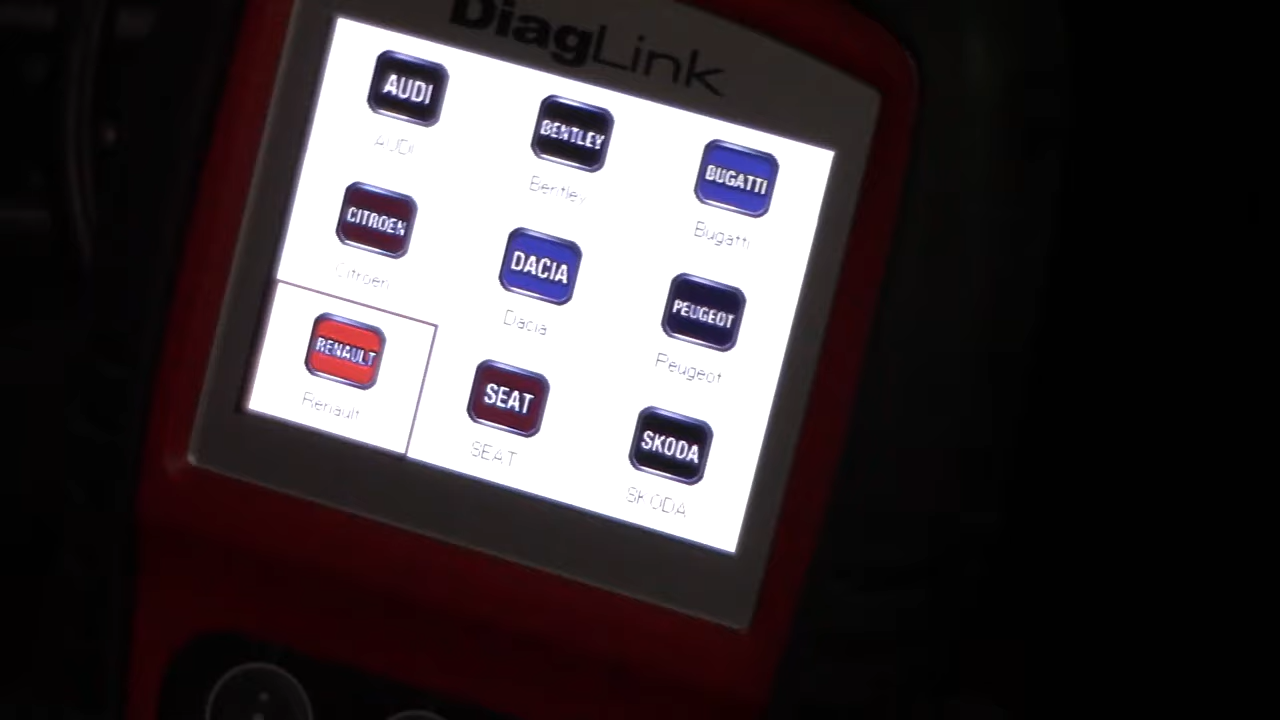 DiagLink
AUDI
AUDI
BENTLEY
Bentley
BUGATTI
Bugatti
CITROEN
Citroen
DACIA
Dacia
PEUGEOT
Peugeot
RENAULT
Renault
SEAT
SEAT
SKODA
SKODA